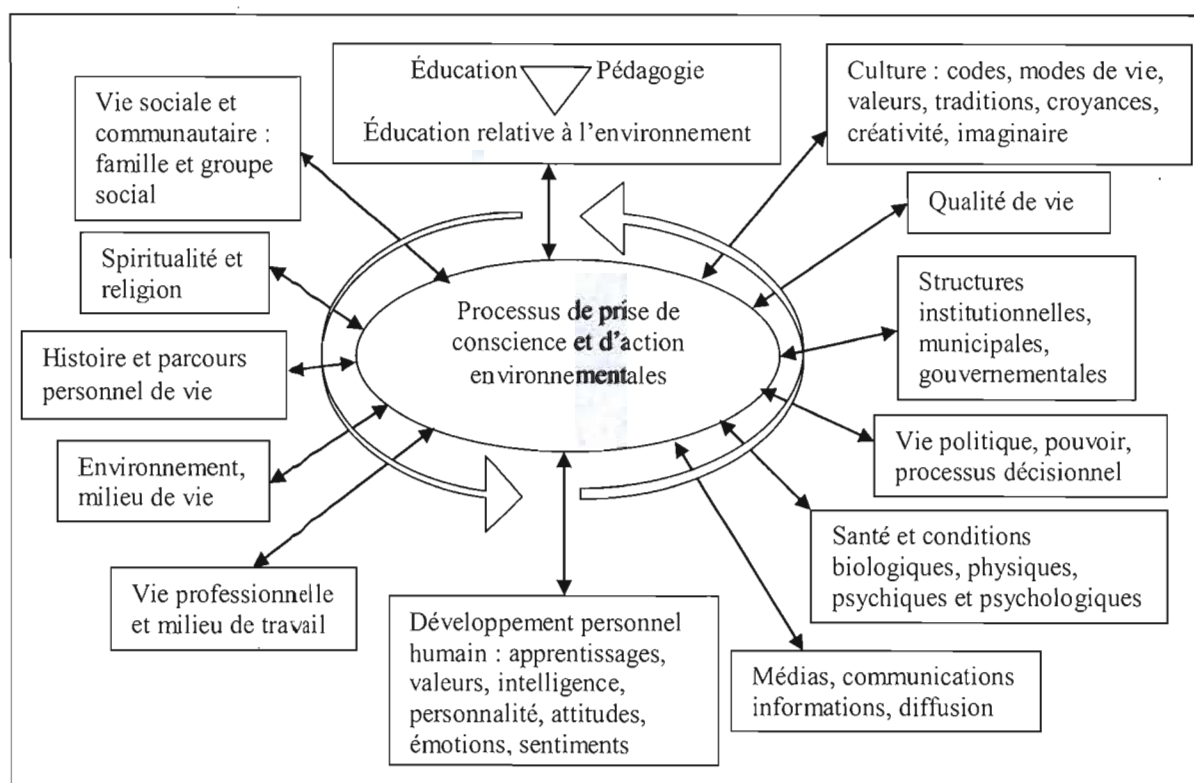 Éducation Pédagogie
Éducation relative à l'environnement
Culture : codes, modes de vie,
valeurs, traditions, croyances,
créativité, imaginaire
Vie sociale et
communautaire :
famille et groupe
social
Qualité de vie
Spiritualité et
religion
Structures
institutionnelles,
municipales,
gouvernementales
Processus de prise de
conscience et d'action
environnementales
Histoire et parcours
personnel de vie
Vie politique, pouvoir,
processus décisionnel
Environnement,
milieu de vie
Santé et conditions
biologiques, physiques,
psychiques et psychologiques
Vie professionnelle
et milieu de travail
Développement personnel
humain : apprentissages,
valeurs, intelligence,
personnalité, attitudes,
émotions, sentiments
Médias, communications
informations, diffusion